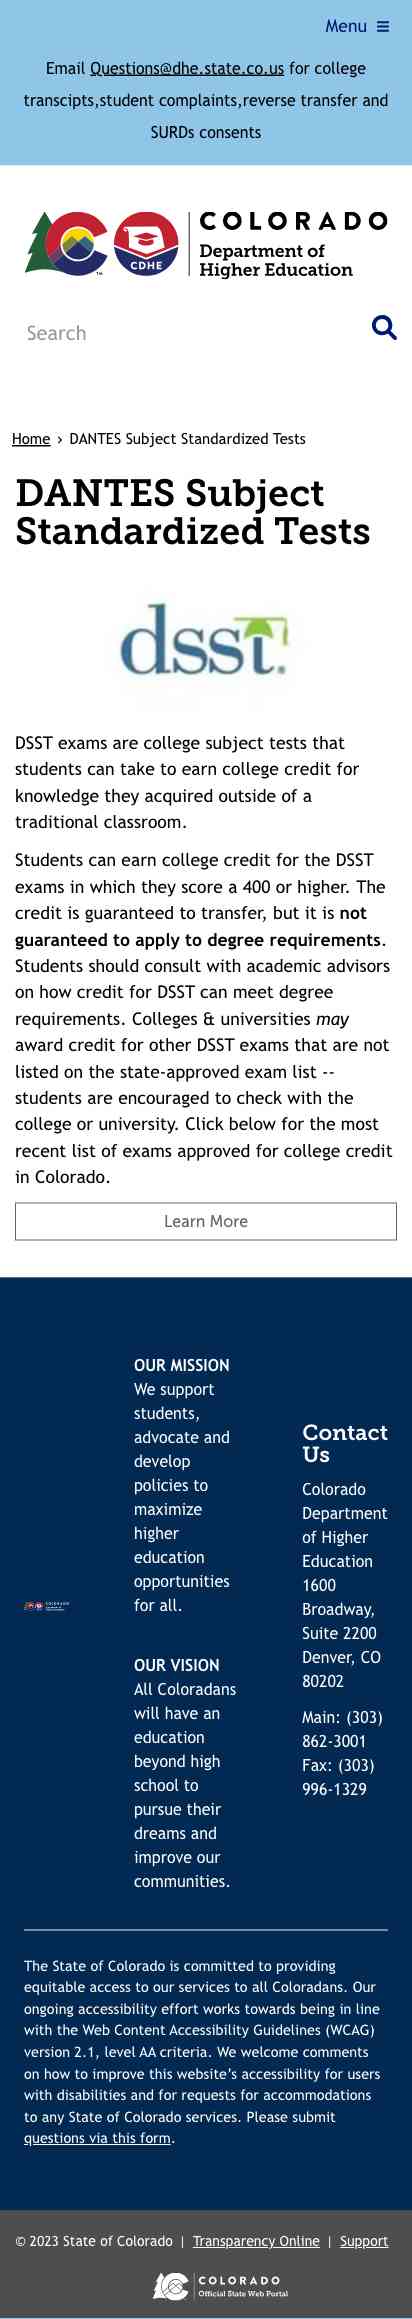 Menu
Email Questions@dhe.state.co.us for college
transcipts,student complaints,reverse transfer and
SURDs consents
CDHE
TM
COLORADO
Department of
Higher Education
Search
Home › DANTES Subject Standardized Tests
DANTES Subject
Standardized Tests
dsst.
DSST exams are college subject tests that
students can take to earn college credit for
knowledge they acquired outside of a
traditional classroom.
Students can earn college credit for the DSST
exams in which they score a 400 or higher. The
credit is guaranteed to transfer, but it is not
guaranteed to apply to degree requirements.
Students should consult with academic advisors
on how credit for DSST can meet degree
requirements. Colleges & universities may
award credit for other DSST exams that are not
listed on the state-approved exam list --
students are encouraged to check with the
college or university. Click below for the most
recent list of exams approved for college credit
in Colorado.
Learn More
OUR MISSION
We support
students,
advocate and
develop
policies to
maximize
higher
education
opportunities
for all.
OUR VISION
All Coloradans
will have an
education
beyond high
school to
pursue their
dreams and
improve our
communities.
Contact
Us
Colorado
Department
of Higher
Education
1600
Broadway,
Suite 2200
Denver, CO
80202
Main: (303)
862-3001
Fax: (303)
996-1329
The State of Colorado is committed to providing
equitable access to our services to all Coloradans. Our
ongoing accessibility effort works towards being in line
with the Web Content Accessibility Guidelines (WCAG)
version 2.1, level AA criteria. We welcome comments
on how to improve this website's accessibility for users
with disabilities and for requests for accommodations
to any State of Colorado services. Please submit
questions via this form.
© 2023 State of Colorado | Transparency Online | Support
COLORADO
Official State Web Portal